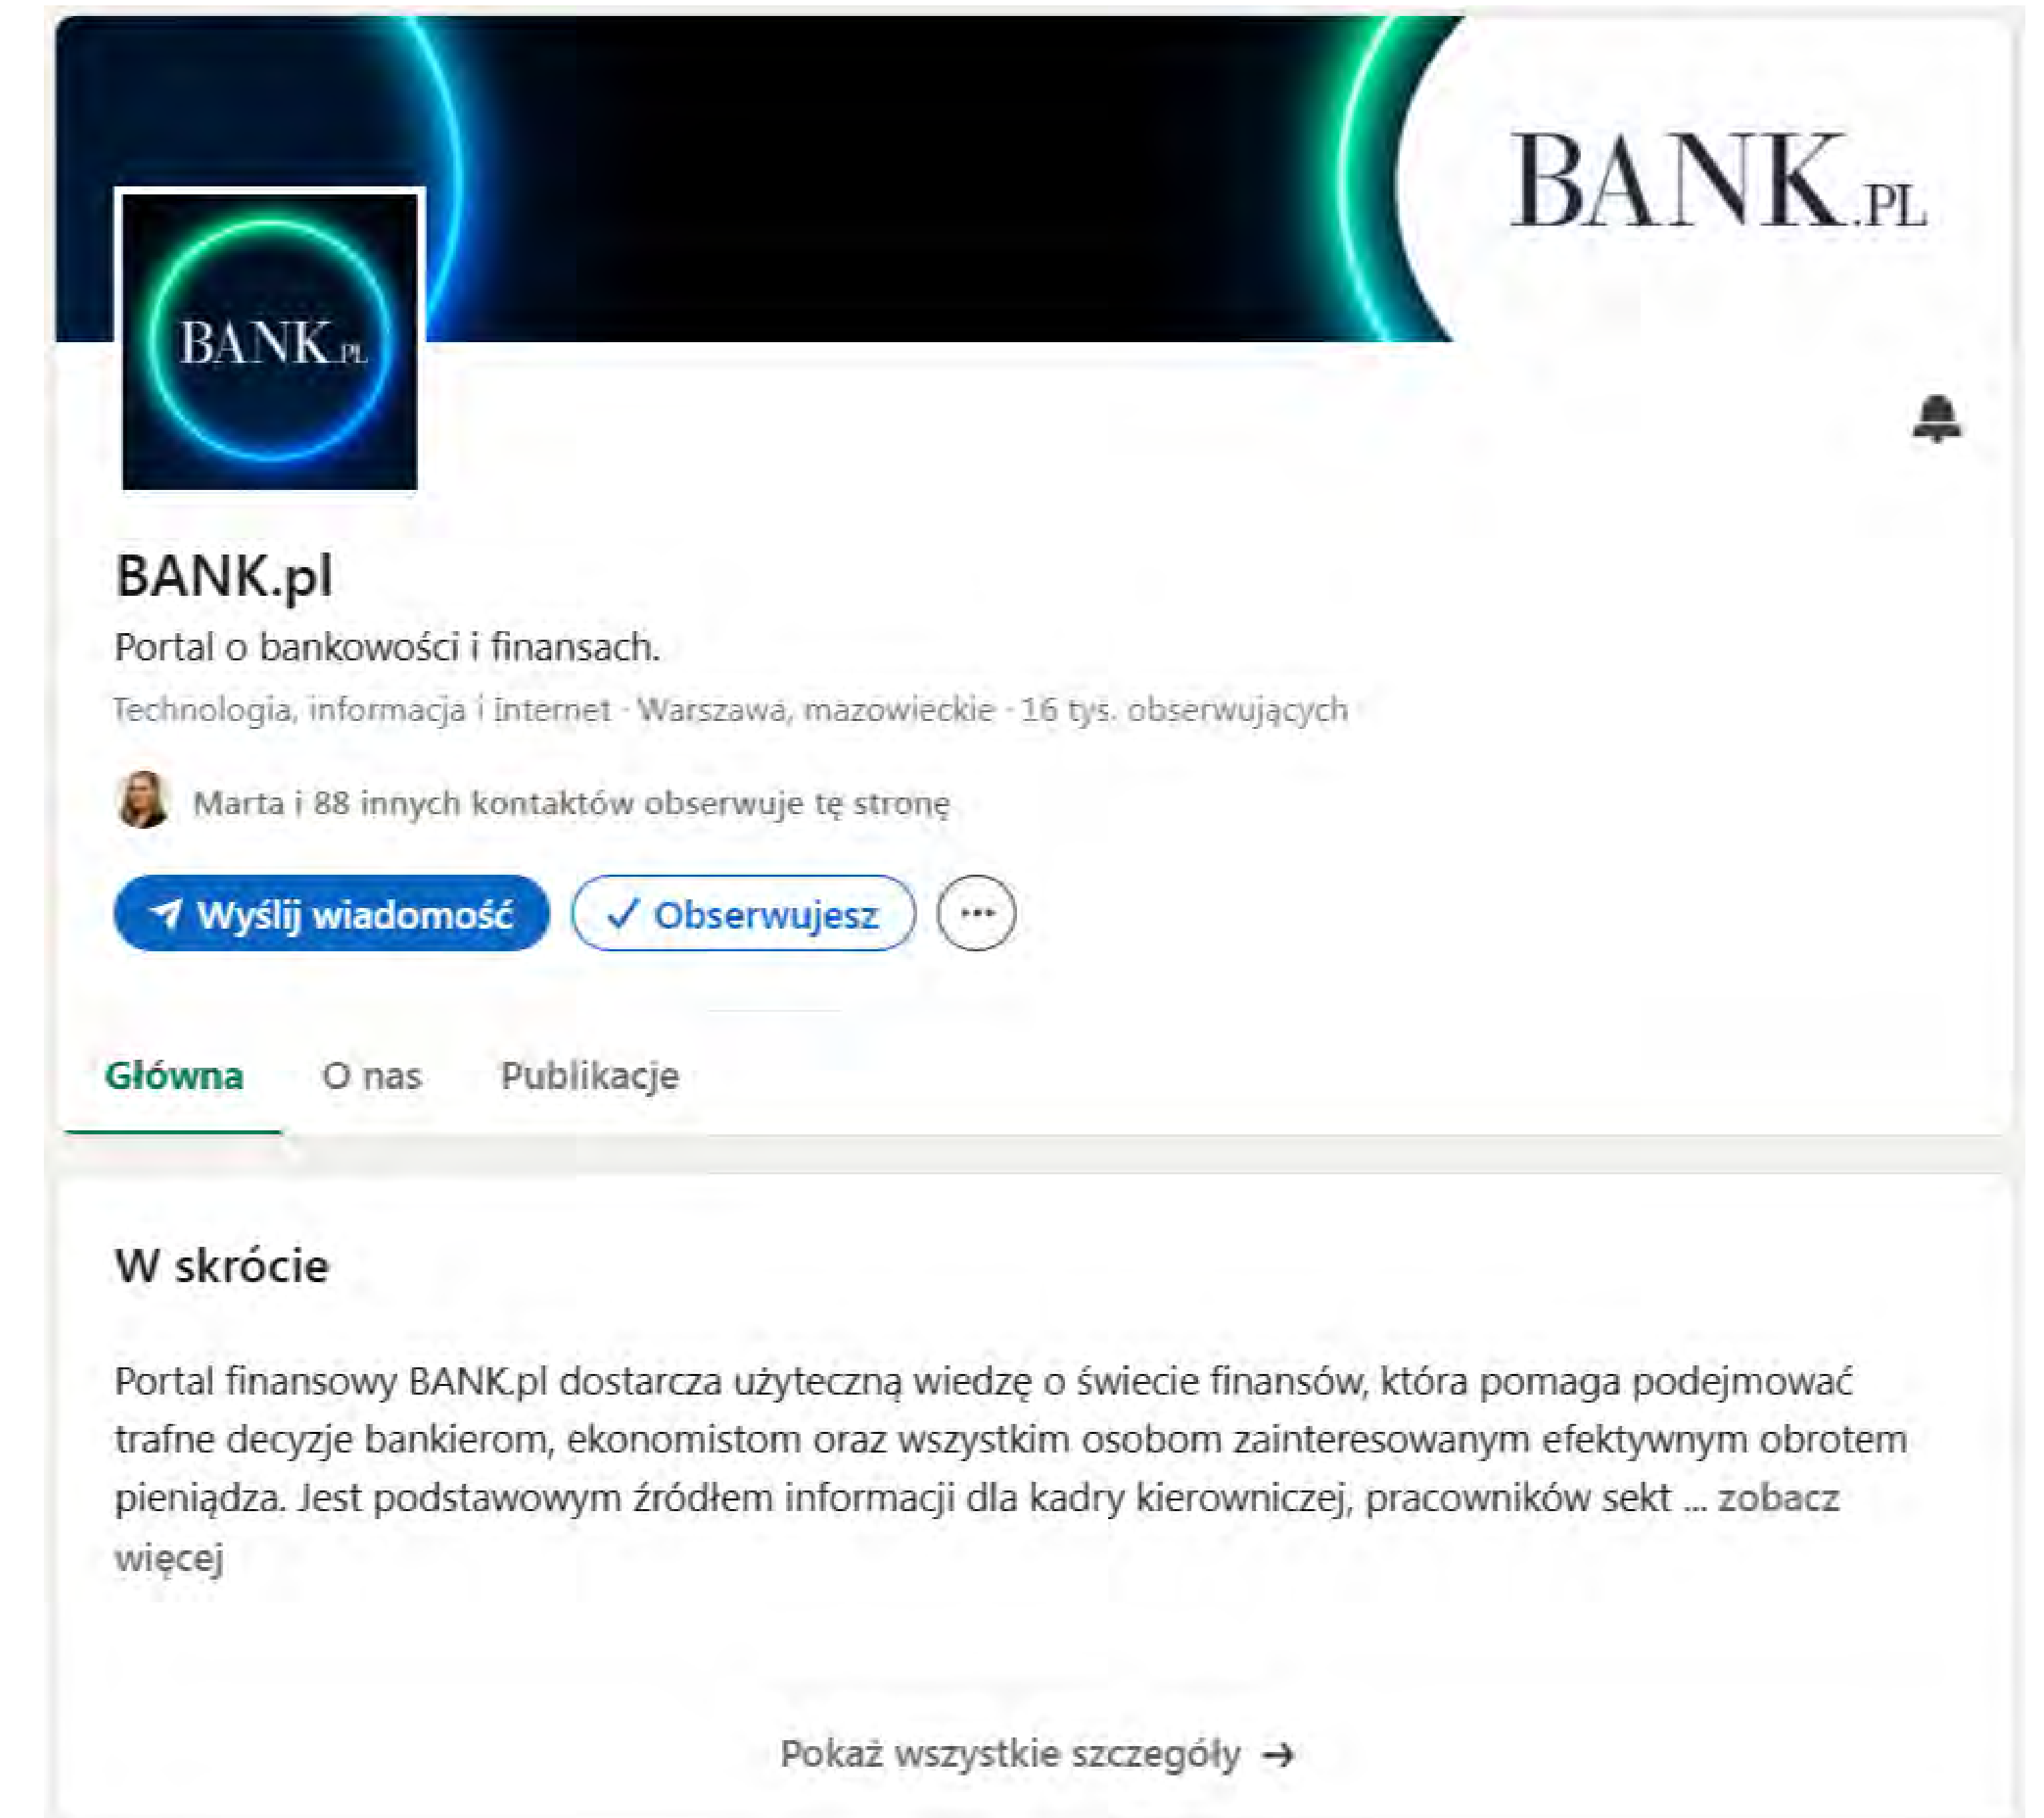 BANK.PL
BANK.PL
BANK.pl
Portal o bankowości i finansach.
Technologia, informacja i internet · Warszawa, mazowieckie · 16 tys. obserwujących
Marta i 88 innych kontaktów obserwuje tę stronę
Wyślij wiadomość
Obserwujesz
Główna O nas Publikacje
W skrócie
Portal finansowy BANK.pl dostarcza użyteczną wiedzę o świecie finansów, która pomaga podejmować
trafne decyzje bankierom, ekonomistom oraz wszystkim osobom zainteresowanym efektywnym obrotem
pieniądza. Jest podstawowym źródłem informacji dla kadry kierowniczej, pracowników sekt ... zobacz
więcej
Pokaż wszystkie szczegóły →